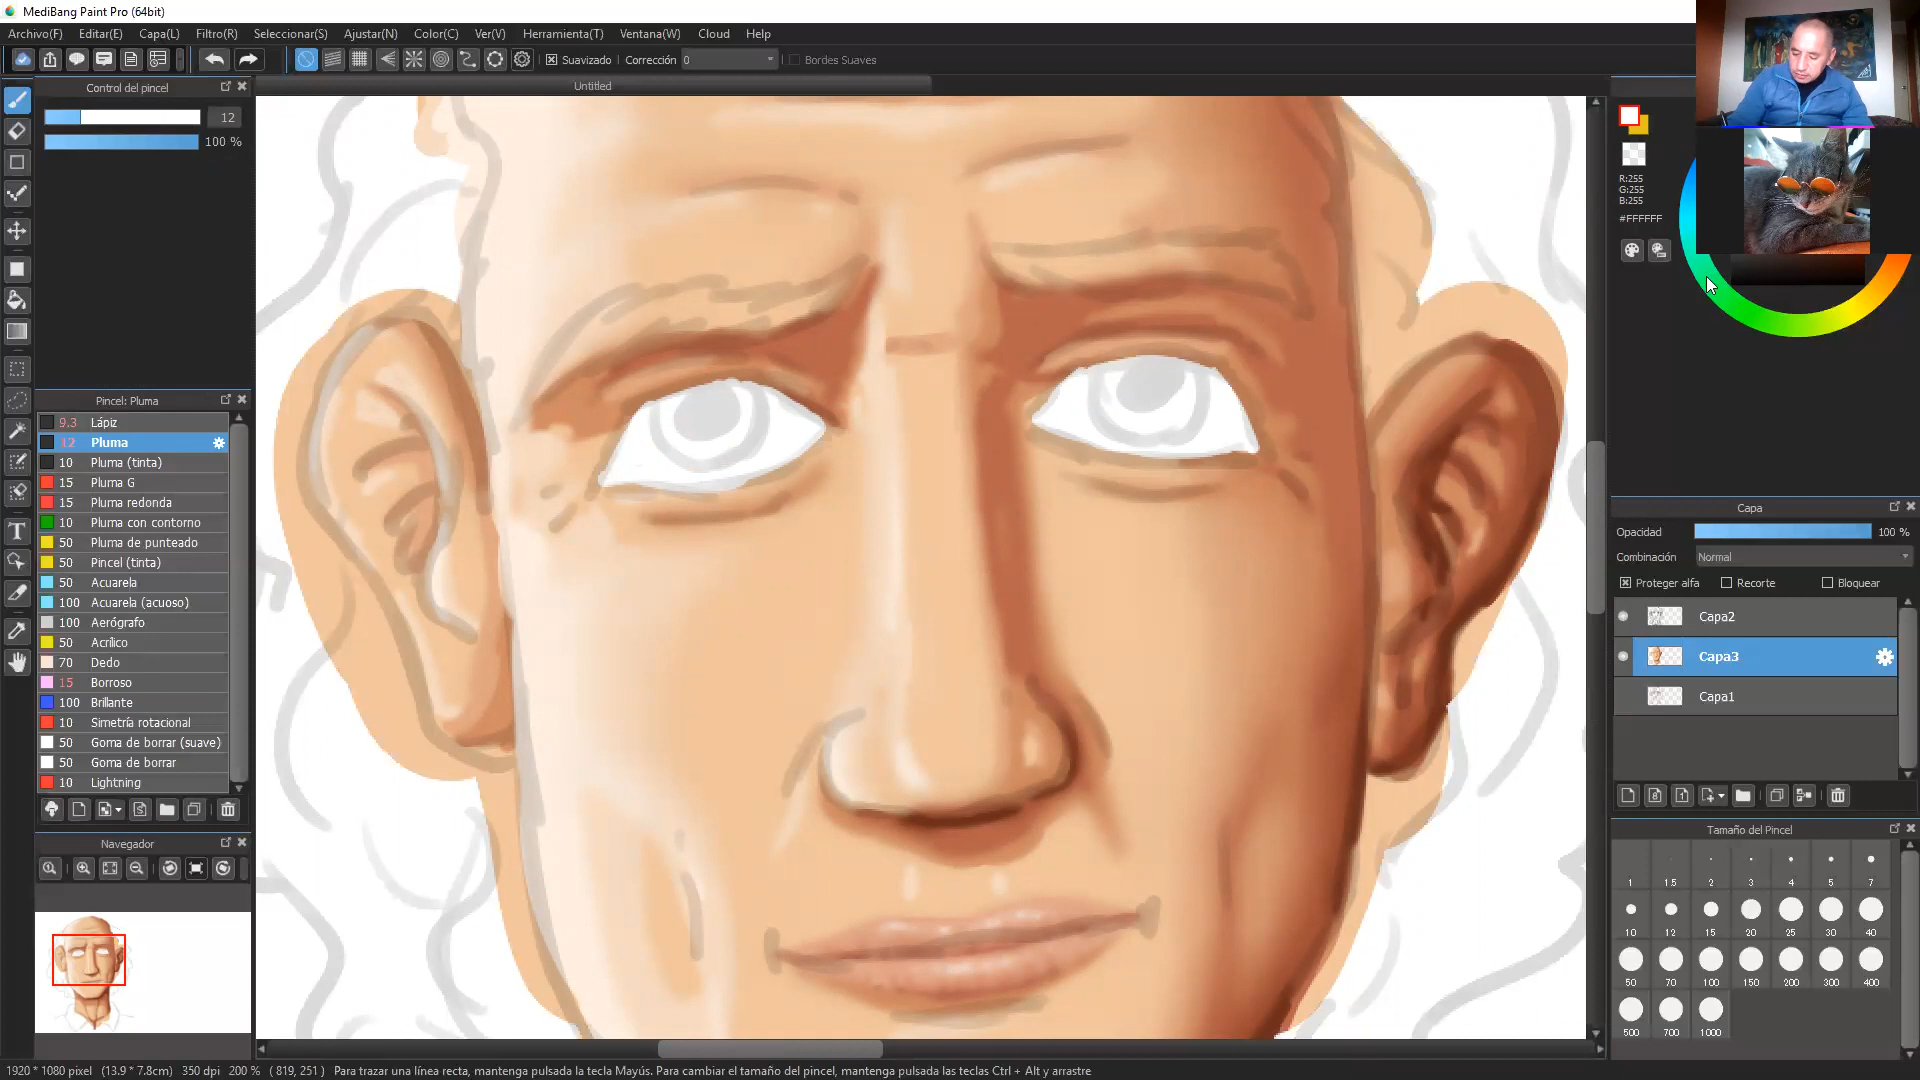 MediBang Paint Pro (64bit)
Archivo(F) Editar(E) Capa(L) Filtro(R) Seleccionar(S) Ajustar(N) Color(C) Ver(V) Herramienta(T) Ventana(W) Cloud Help
Suavizado Corrección 0 Bordes Suaves
Control del pincel
Untitled
12
100 %
R:255
G:255
B:255
#FFFFFF
Pincel: Pluma
9.3 Lápiz
12 Pluma
10 Pluma (tinta)
15 Pluma G
15 Pluma redonda
10 Pluma con contorno
50 Pluma de punteado
50 Pincel (tinta)
50 Acuarela
100 Acuarela (acuoso)
100 Aerógrafo
50 Acrílico
70 Dedo
15 Borroso
100 Brillante
10 Simetría rotacional
50 Goma de borrar (suave)
50 Goma de borrar
10 Lightning
Navegador
Capa
Opacidad 100 %
Combinación Normal
Proteger alfa Recorte Bloquear
Capa2
Capa3
Capa1
Tamaño del Pincel
1 1.5 2 3 4 5 7
10 12 15 20 25 30 40
50 70 100 150 200 300 400
500 700 1000
1920 * 1080 pixel (13.9 * 7.8cm) 350 dpi 200 % ( 819, 251 ) Para trazar una línea recta, mantenga pulsada la tecla Mayús. Para cambiar el tamaño del pincel, mantenga pulsada las teclas Ctrl + Alt y arrastre